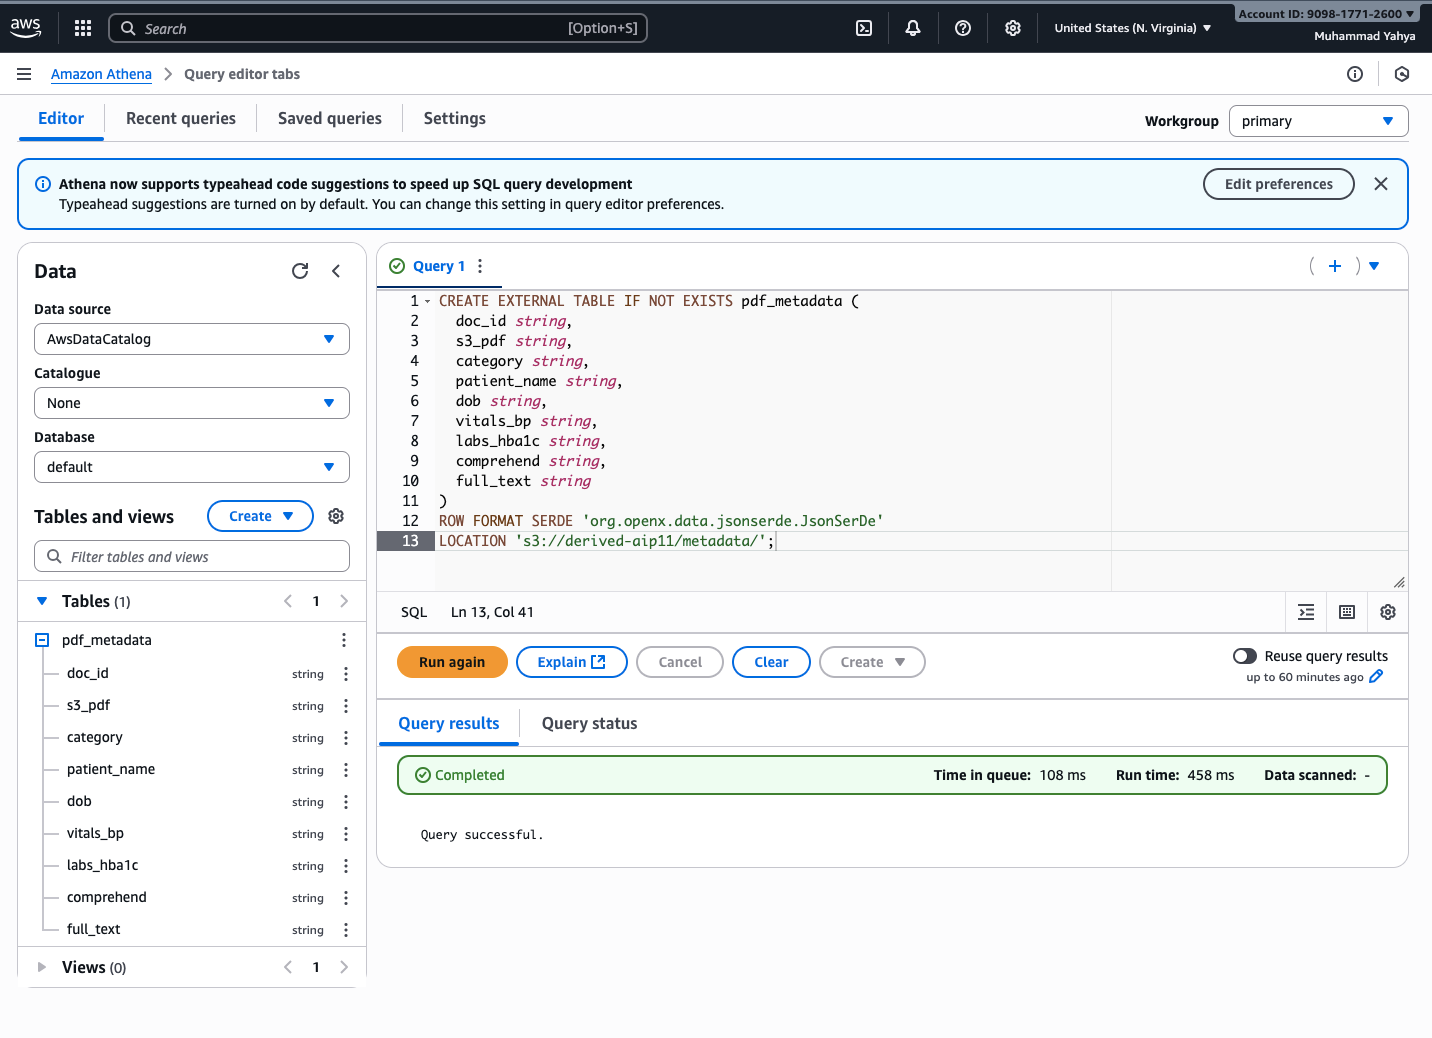 aws
Search
[Option+S]
United States (N. Virginia)
Account ID: 9098-1771-2600
Muhammad Yahya
Amazon Athena
Query editor tabs
Editor
Recent queries
Saved queries
Settings
Workgroup
primary
Athena now supports typeahead code suggestions to speed up SQL query development
Typeahead suggestions are turned on by default. You can change this setting in query editor preferences.
Edit preferences
Data
Data source
AwsDataCatalog
Catalogue
None
Database
default
Tables and views
Create
Filter tables and views
Tables (1)
1
pdf_metadata
doc_id string
s3_pdf string
category string
patient_name string
dob string
vitals_bp string
labs_hba1c string
comprehend string
full_text string
Views (0)
1
Query 1
1 CREATE EXTERNAL TABLE IF NOT EXISTS pdf_metadata (
2 doc_id string,
3 s3_pdf string,
4 category string,
5 patient_name string,
6 dob string,
7 vitals_bp string,
8 labs_hba1c string,
9 comprehend string,
10 full_text string
11 )
12 ROW FORMAT SERDE 'org.openx.data.jsonserde.JsonSerDe'
13 LOCATION 's3://derived-aip11/metadata/';
SQL
Ln 13, Col 41
Run again
Explain
Cancel
Clear
Create
Reuse query results
up to 60 minutes ago
Query results
Query status
Completed
Time in queue: 108 ms
Run time: 458 ms
Data scanned: -
Query successful.